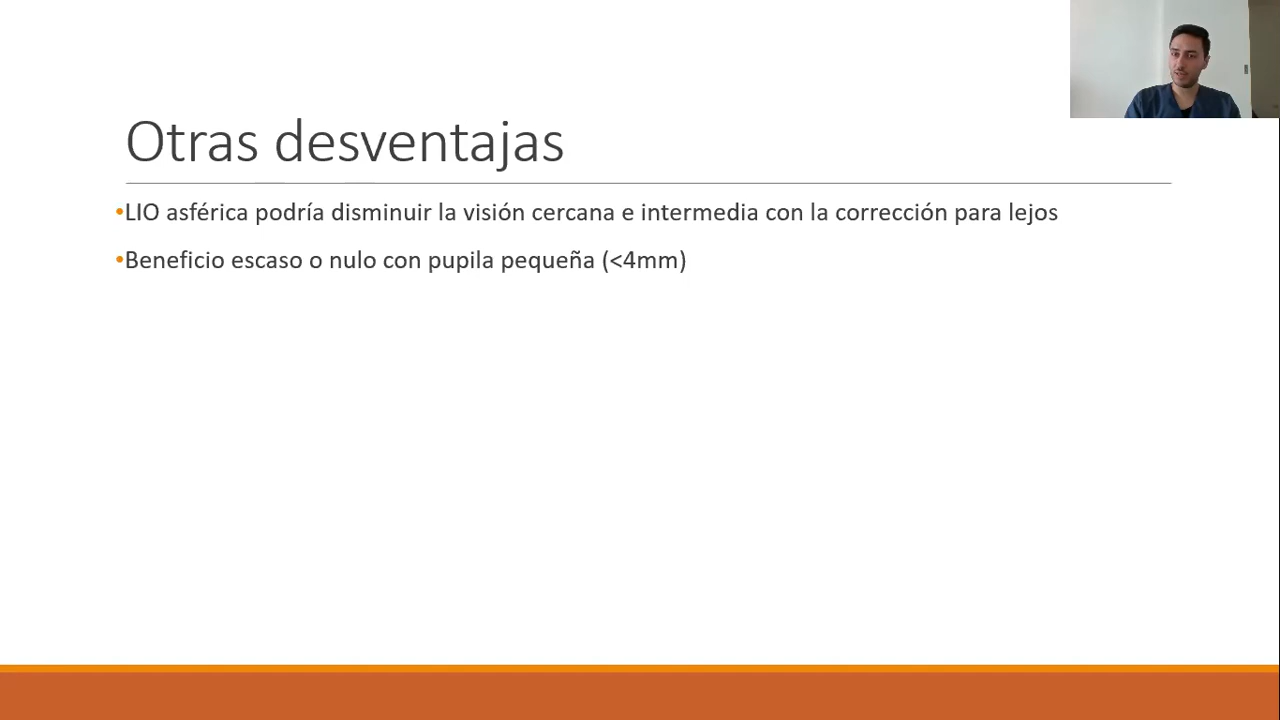 Otras desventajas
•LIO asférica podría disminuir la visión cercana e intermedia con la corrección para lejos
•Beneficio escaso o nulo con pupila pequeña (<4mm)